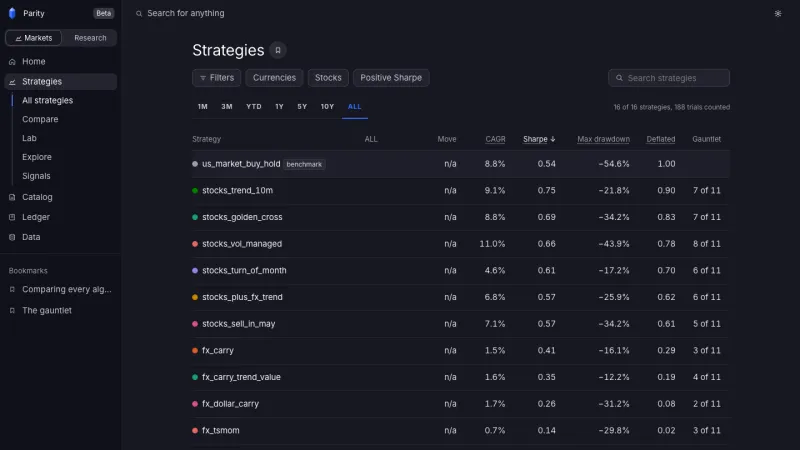 Parity Beta
Search for anything
Markets Research
Home
Strategies
All strategies
Compare
Lab
Explore
Signals
Catalog
Ledger
Data
Bookmarks
Comparing every alg...
The gauntlet
Strategies
Filters Currencies Stocks Positive Sharpe
Search strategies
1M 3M YTD 1Y 5Y 10Y ALL
16 of 16 strategies, 188 trials counted
Strategy ALL Move CAGR Sharpe ↓ Max drawdown Deflated Gauntlet
us_market_buy_hold benchmark n/a 8.8% 0.54 −54.6% 1.00
stocks_trend_10m n/a 9.1% 0.75 −21.8% 0.90 7 of 11
stocks_golden_cross n/a 8.8% 0.69 −34.2% 0.83 7 of 11
stocks_vol_managed n/a 11.0% 0.66 −43.9% 0.78 8 of 11
stocks_turn_of_month n/a 4.6% 0.61 −17.2% 0.70 6 of 11
stocks_plus_fx_trend n/a 6.8% 0.57 −25.9% 0.62 6 of 11
stocks_sell_in_may n/a 7.1% 0.57 −34.2% 0.61 5 of 11
fx_carry n/a 1.5% 0.41 −16.1% 0.29 3 of 11
fx_carry_trend_value n/a 1.6% 0.35 −12.2% 0.19 4 of 11
fx_dollar_carry n/a 1.7% 0.26 −31.2% 0.08 2 of 11
fx_tsmom n/a 0.7% 0.14 −29.8% 0.02 3 of 11